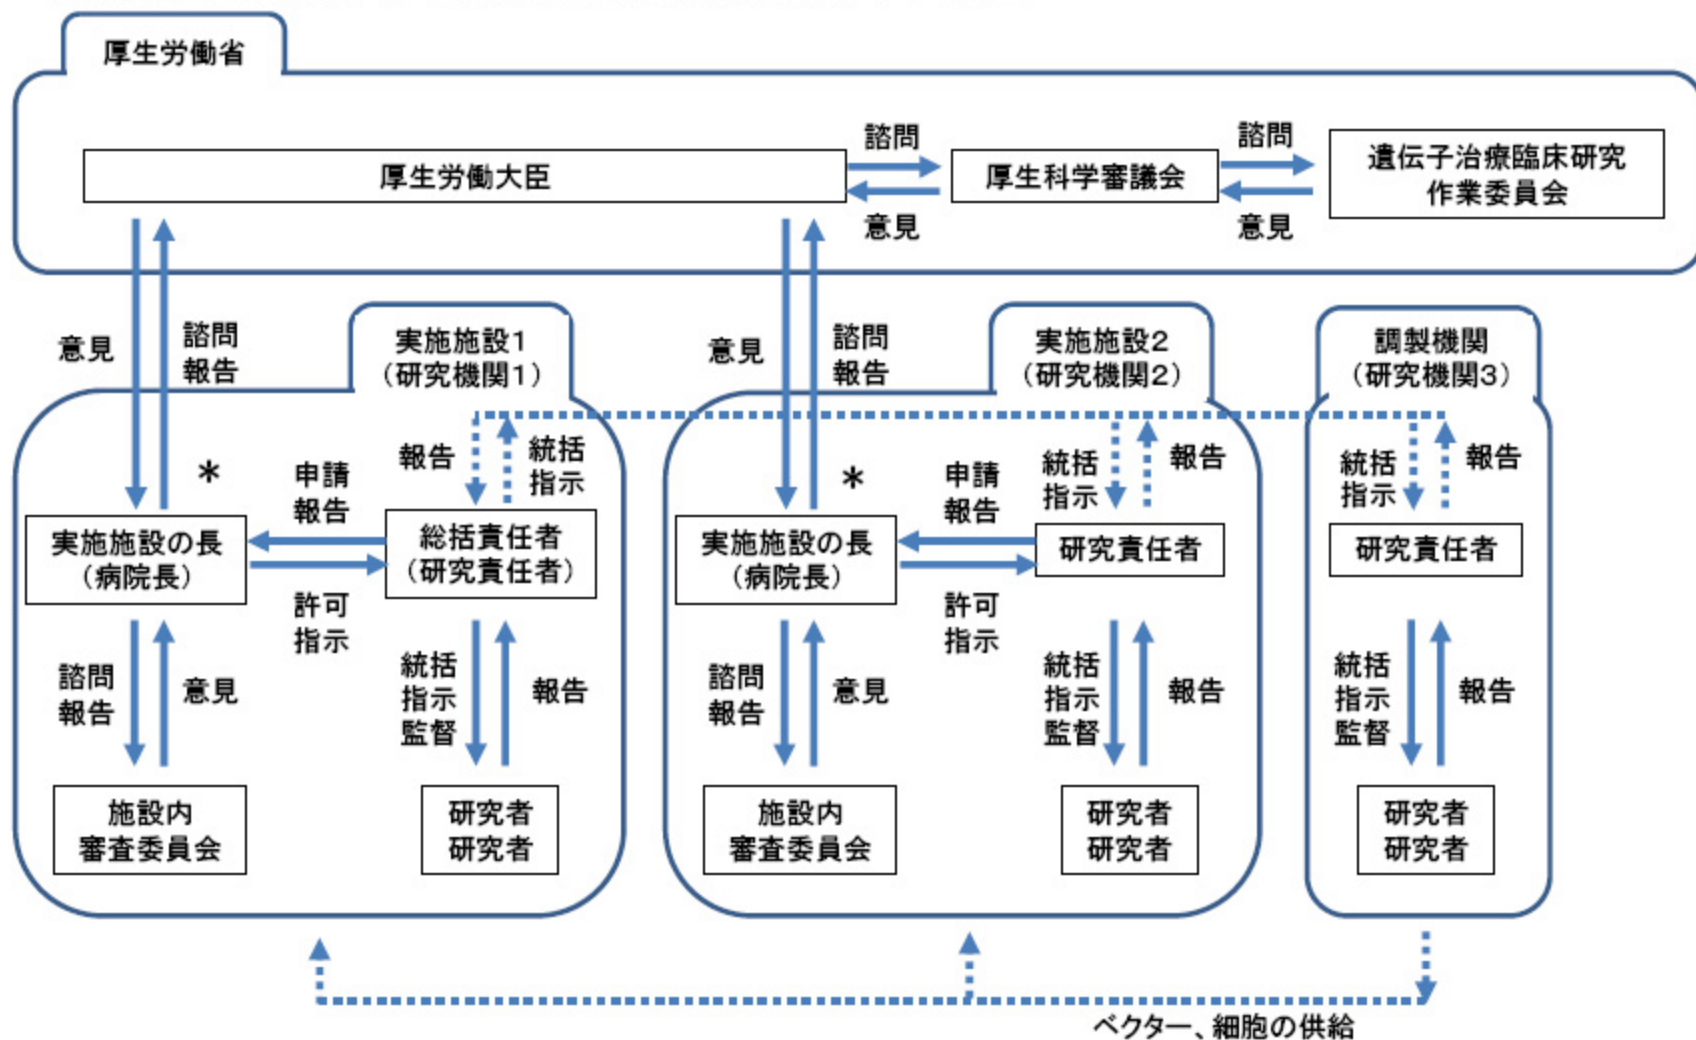 厚生労働省
厚生労働大臣
諮問
意見
厚生科学審議会
諮問
意見
遺伝子治療臨床研究
作業委員会
意見
諮問
報告
実施施設1
(研究機関1)
意見
諮問
報告
実施施設2
(研究機関2)
調製機関
(研究機関3)
*
申請
報告
報告
統括
指示
実施施設の長
(病院長)
総括責任者
(研究責任者)
許可
指示
諮問
報告
意見
統括
指示
監督
報告
施設内
審査委員会
研究者
研究者
*
申請
報告
統括
指示
報告
実施施設の長
(病院長)
研究責任者
許可
指示
諮問
報告
意見
統括
指示
監督
報告
施設内
審査委員会
研究者
研究者
統括
指示
報告
研究責任者
統括
指示
監督
報告
研究者
研究者
ベクター、細胞の供給